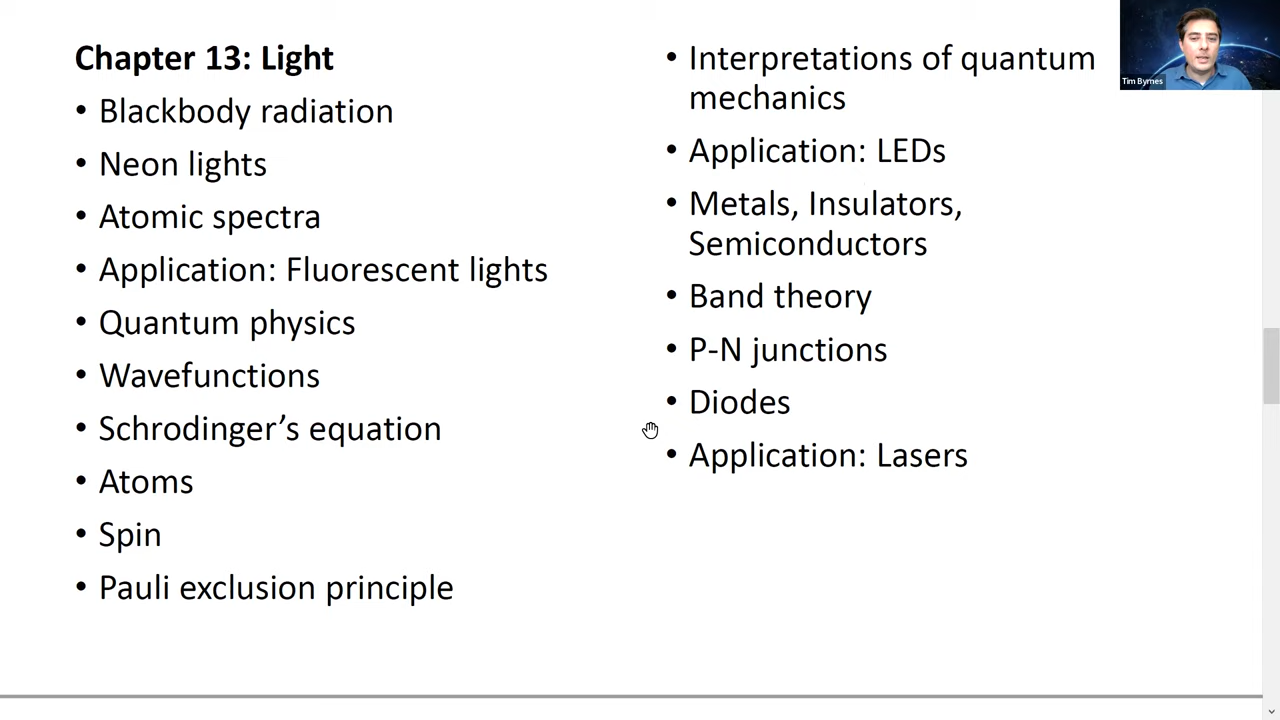 Chapter 13: Light
• Blackbody radiation
• Neon lights
• Atomic spectra
• Application: Fluorescent lights
• Quantum physics
• Wavefunctions
• Schrodinger’s equation
• Atoms
• Spin
• Pauli exclusion principle
• Interpretations of quantum
mechanics
• Application: LEDs
• Metals, Insulators,
Semiconductors
• Band theory
• P-N junctions
• Diodes
• Application: Lasers
Tim Byrnes